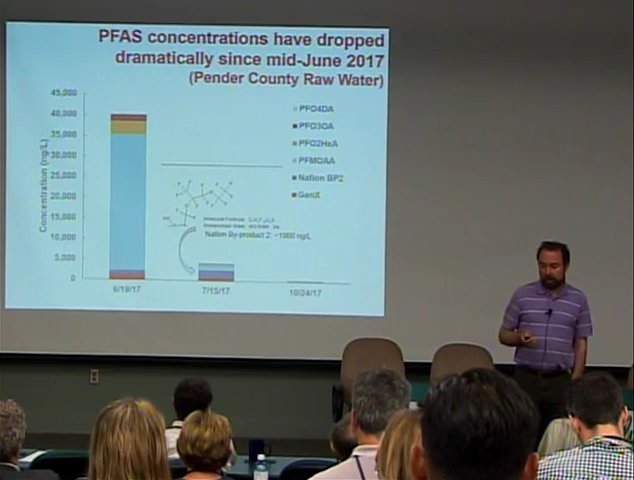 PFAS concentrations have dropped
dramatically since mid-June 2017
(Pender County Raw Water)
45,000
40,000
35,000
30,000
25,000
20,000
15,000
10,000
5,000
0
Concentration (ng/L)
PFO4DA
PFO3OA
PFO2HxA
PFMOAA
Nafion BP2
GenX
Nafion By-product 2: ~1000 ng/L
6/19/17
7/15/17
10/24/17